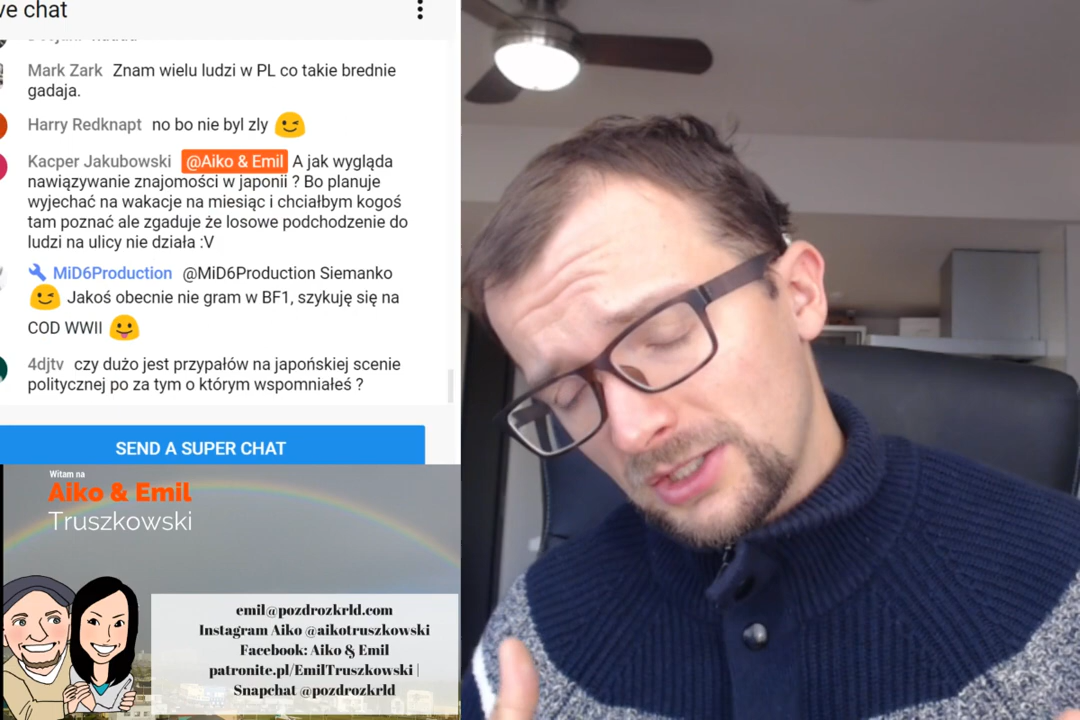 ve chat
Mark Zark Znam wielu ludzi w PL co takie brednie
gadaja.
Harry Redknapt no bo nie byl zly
Kacper Jakubowski @Aiko & Emil A jak wygląda
nawiązywanie znajomości w japonii ? Bo planuje
wyjechać na wakacje na miesiąc i chciałbym kogoś
tam poznać ale zgaduje że losowe podchodzenie do
ludzi na ulicy nie działa :V
MiD6Production @MiD6Production Siemanko
Jakoś obecnie nie gram w BF1, szykuję się na
COD WWII
4djtv czy dużo jest przypałów na japońskiej scenie
politycznej po za tym o którym wspomniałeś ?
SEND A SUPER CHAT
Witam na
Aiko & Emil
Truszkowski
emil@pozdrozkrld.com
Instagram Aiko @aikotruszkowski
Facebook: Aiko & Emil
patronite.pl/EmilTruszkowski |
Snapchat @pozdrozkrld